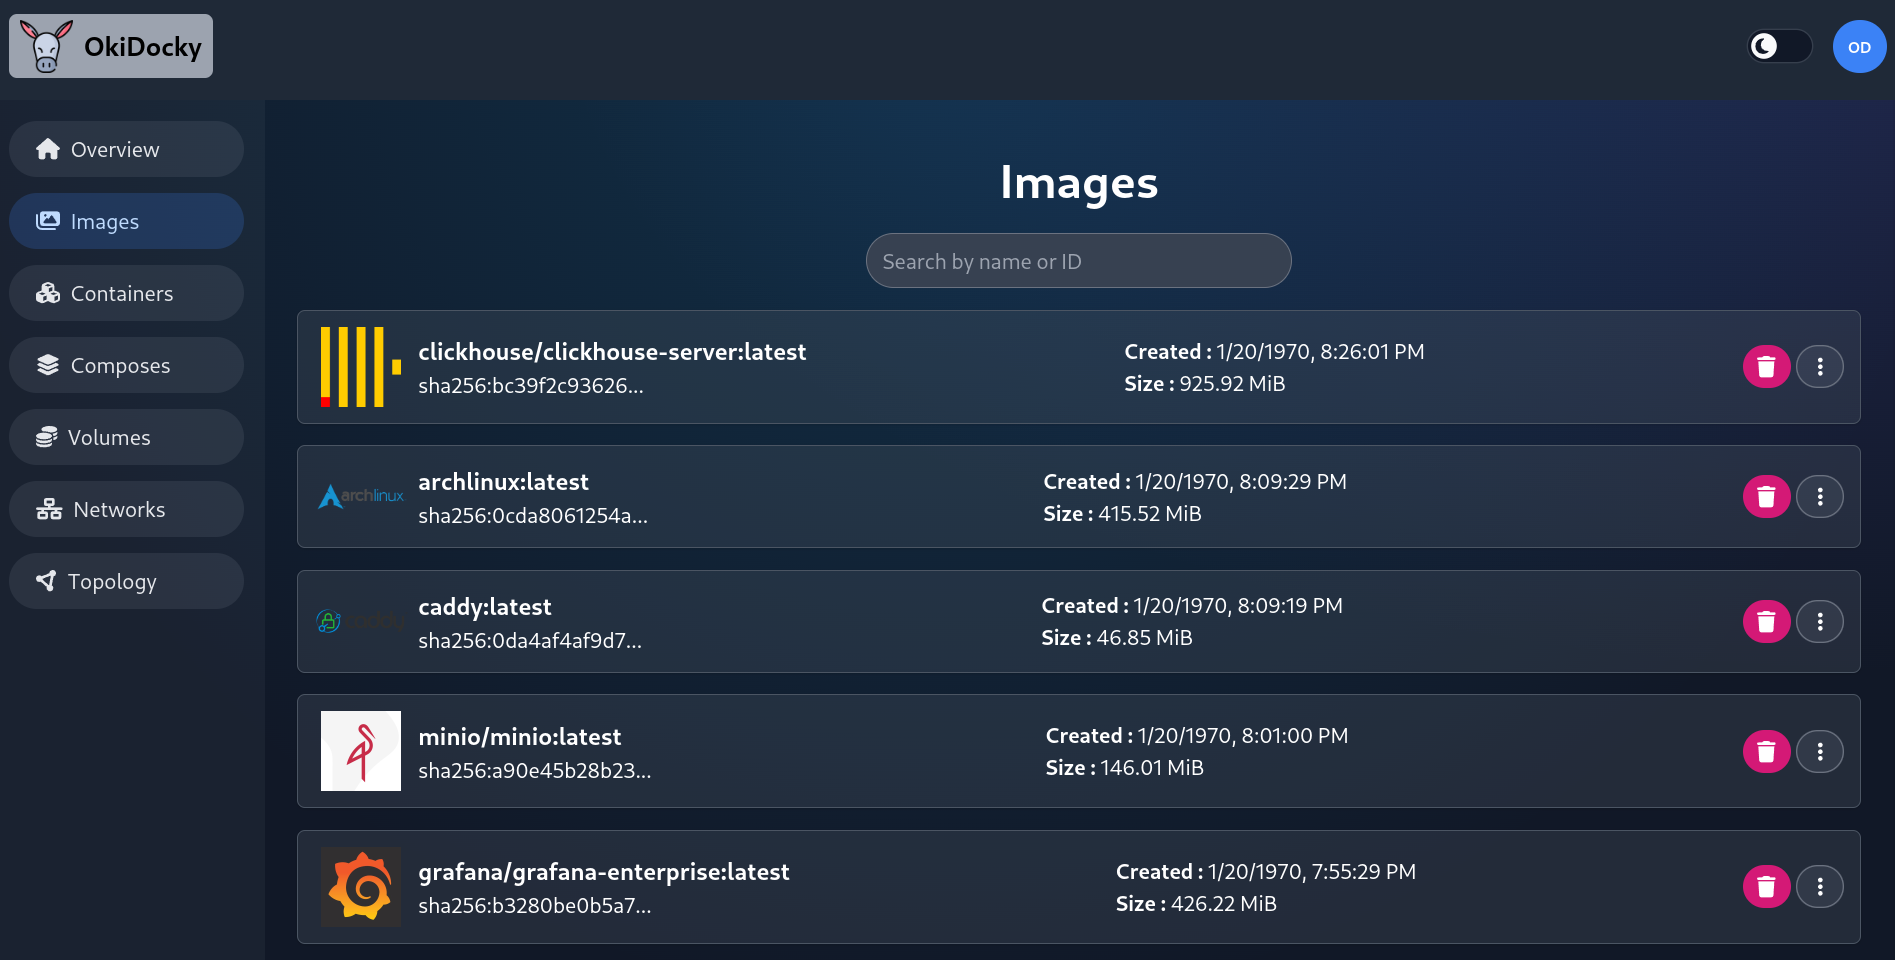 OkiDocky
OD
Overview
Images
Containers
Composes
Volumes
Networks
Topology
Images
Search by name or ID
clickhouse/clickhouse-server:latest
sha256:bc39f2c93626...
Created : 1/20/1970, 8:26:01 PM
Size : 925.92 MiB
archlinux
archlinux:latest
sha256:0cda8061254a...
Created : 1/20/1970, 8:09:29 PM
Size : 415.52 MiB
caddy
caddy:latest
sha256:0da4af4af9d7...
Created : 1/20/1970, 8:09:19 PM
Size : 46.85 MiB
minio/minio:latest
sha256:a90e45b28b23...
Created : 1/20/1970, 8:01:00 PM
Size : 146.01 MiB
grafana/grafana-enterprise:latest
sha256:b3280be0b5a7...
Created : 1/20/1970, 7:55:29 PM
Size : 426.22 MiB